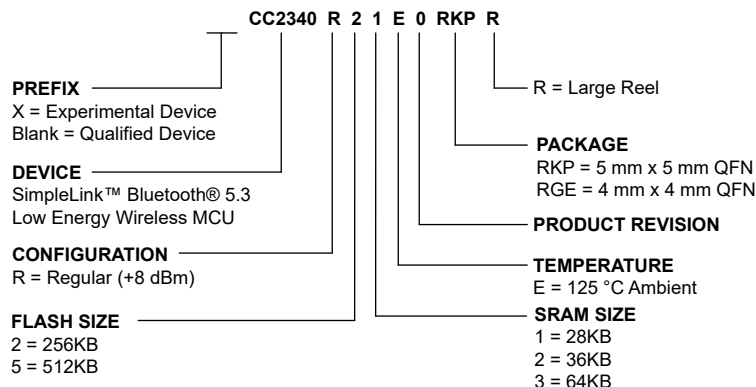 CC2340 R 2 1 E 0 RKP R
PREFIX
X = Experimental Device
Blank = Qualified Device
DEVICE
SimpleLink™ Bluetooth® 5.3
Low Energy Wireless MCU
CONFIGURATION
R = Regular (+8 dBm)
FLASH SIZE
2 = 256KB
5 = 512KB
R = Large Reel
PACKAGE
RKP = 5 mm x 5 mm QFN
RGE = 4 mm x 4 mm QFN
PRODUCT REVISION
TEMPERATURE
E = 125 °C Ambient
SRAM SIZE
1 = 28KB
2 = 36KB
3 = 64KB